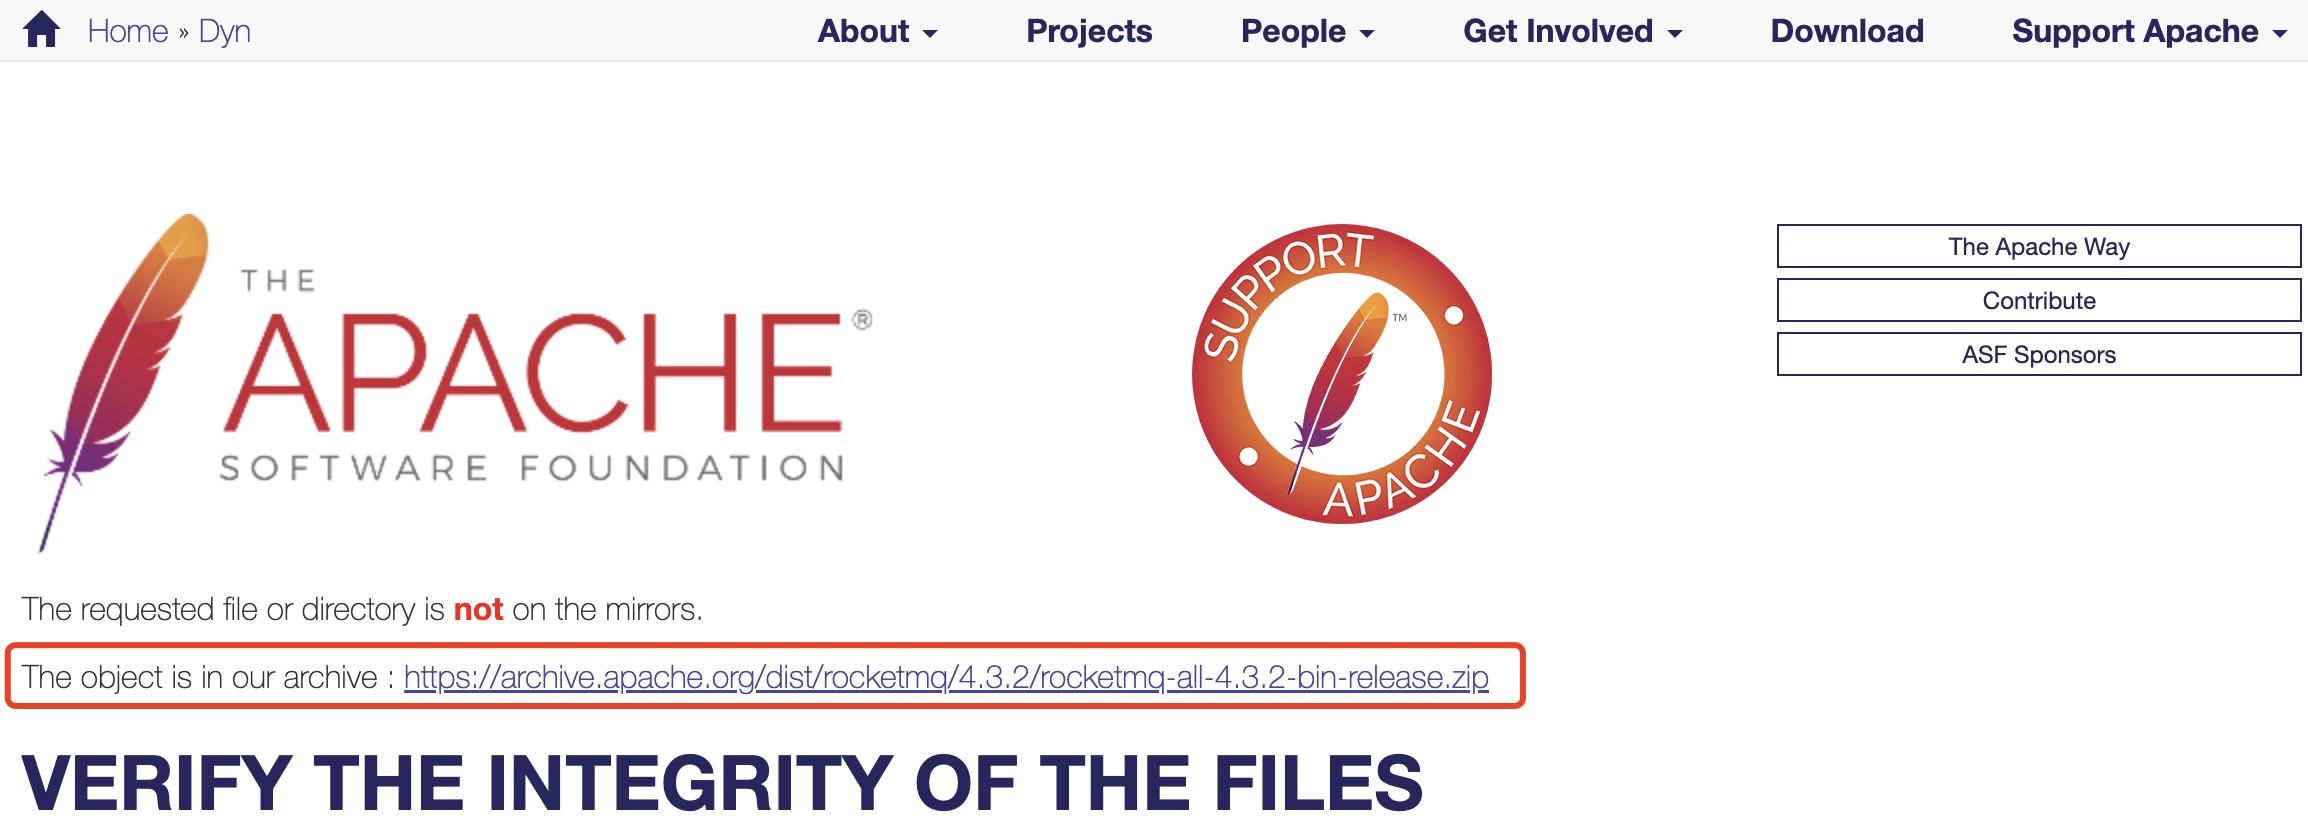 Home » Dyn
About
Projects
People
Get Involved
Download
Support Apache
THE
APACHE®
SOFTWARE FOUNDATION
SUPPORT
APACHE
™
The Apache Way
Contribute
ASF Sponsors
The requested file or directory is not on the mirrors.
The object is in our archive : https://archive.apache.org/dist/rocketmq/4.3.2/rocketmq-all-4.3.2-bin-release.zip
VERIFY THE INTEGRITY OF THE FILES